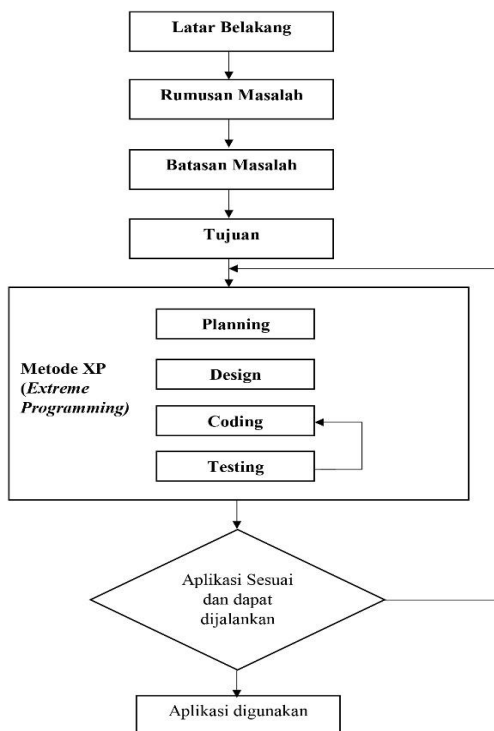 Latar Belakang
Rumusan Masalah
Batasan Masalah
Tujuan
Metode XP
(Extreme
Programming)
Planning
Design
Coding
Testing
Aplikasi Sesuai
dan dapat
dijalankan
Aplikasi digunakan